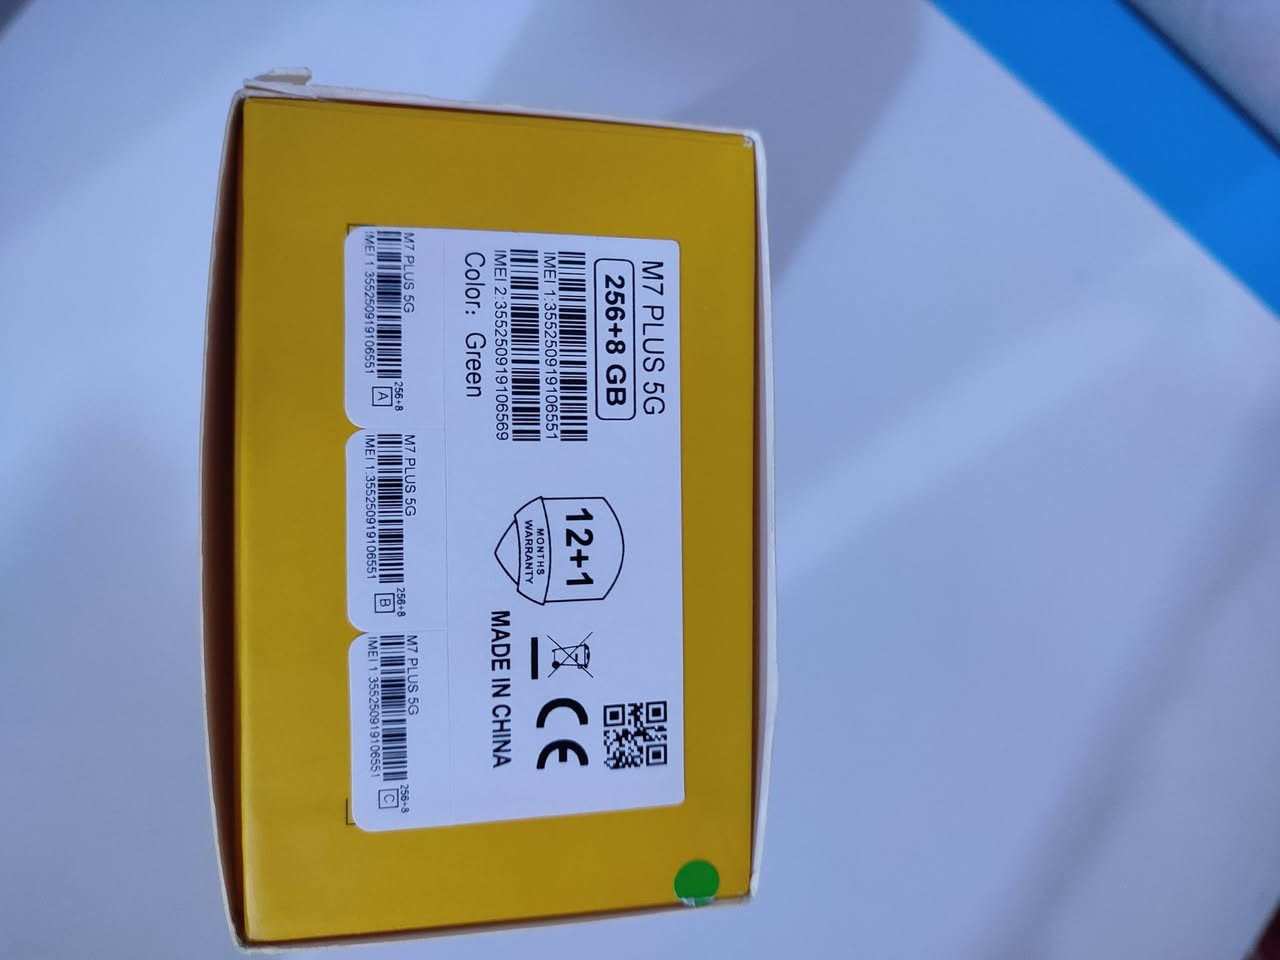 M7 PLUS 5G
256+8 GB
IMEI 1:355250919106551
IMEI 2:355250919106569
Color: Green
12+1
MONTHS
WARRANTY
MADE IN CHINA
CE
M7 PLUS 5G
256+8
IMEI 1:355250919106551
A
M7 PLUS 5G
256+8
IMEI 1:355250919106551
B
M7 PLUS 5G
256+8
IMEI 1:355250919106551
C